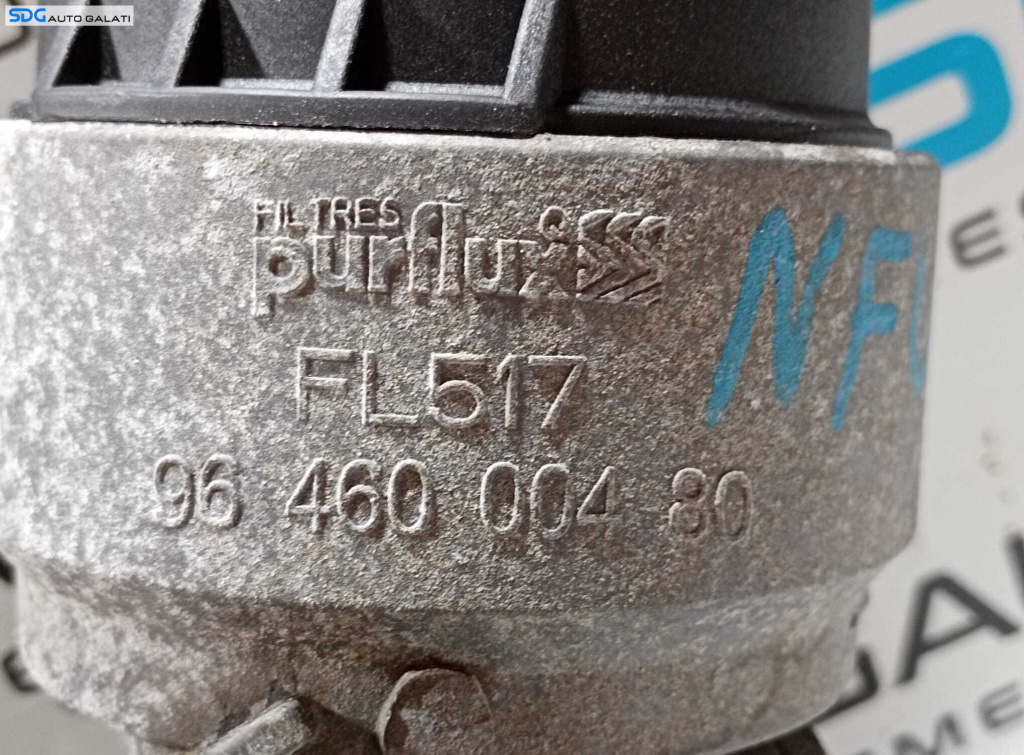 SDG AUTO GALATI
FILTRES
purflux
NFU
FL517
96 460 004 80